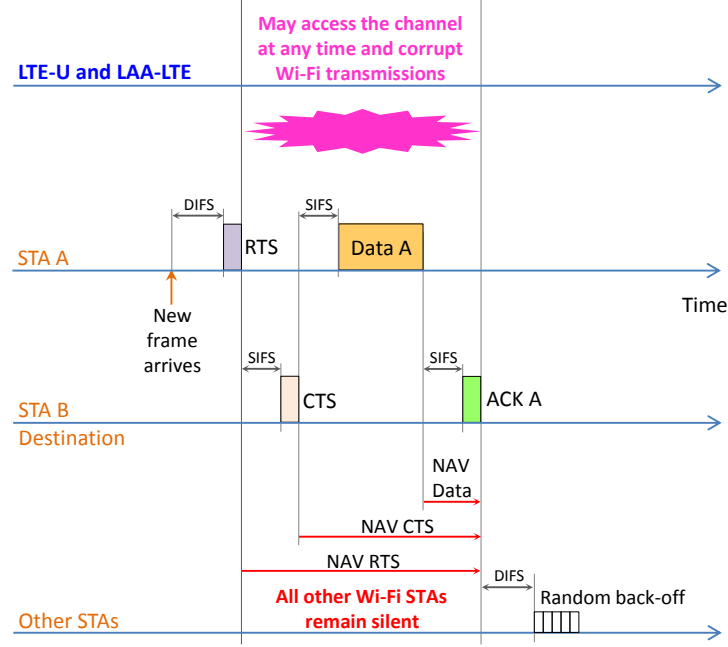 May access the channel
at any time and corrupt
Wi-Fi transmissions
LTE-U and LAA-LTE
DIFS
SIFS
RTS
Data A
STA A
New
frame
arrives
Time
SIFS
SIFS
CTS
ACK A
STA B
Destination
NAV
Data
NAV CTS
NAV RTS
DIFS
All other Wi-Fi STAs
remain silent
Random back-off
Other STAs